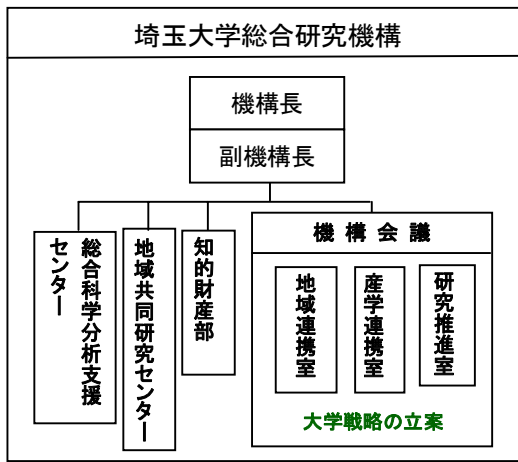 埼玉大学総合研究機構
機構長
副機構長
総合科学分析支援
センター
地域共同研究センター
知的財産部
機構会議
地域連携室
産学連携室
研究推進室
大学戦略の立案